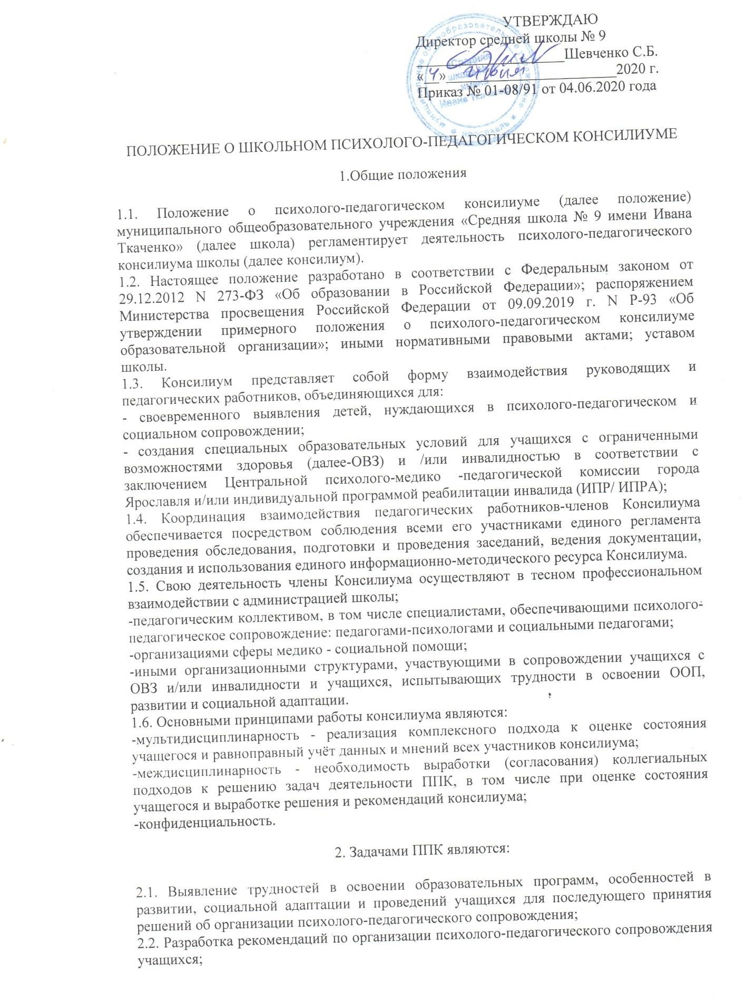 УТВЕРЖДАЮ
Директор средней школы № 9
____________________Шевченко С.Б.
«4» июня 2020 г.
Приказ № 01-08/91 от 04.06.2020 года
муниципальное общеобразовательное учреждение
Средняя
школа № 9
имени
Ивана Ткаченко
Ярославль
ПОЛОЖЕНИЕ О ШКОЛЬНОМ ПСИХОЛОГО-ПЕДАГОГИЧЕСКОМ КОНСИЛИУМЕ
1.Общие положения
1.1. Положение о психолого-педагогическом консилиуме (далее положение)
муниципального общеобразовательного учреждения «Средняя школа № 9 имени Ивана
Ткаченко» (далее школа) регламентирует деятельность психолого-педагогического
консилиума школы (далее консилиум).
1.2. Настоящее положение разработано в соответствии с Федеральным законом от
29.12.2012 N 273-ФЗ «Об образовании в Российской Федерации»; распоряжением
Министерства просвещения Российской Федерации от 09.09.2019 г. N Р-93 «Об
утверждении примерного положения о психолого-педагогическом консилиуме
образовательной организации»; иными нормативными правовыми актами; уставом
школы.
1.3. Консилиум представляет собой форму взаимодействия руководящих и
педагогических работников, объединяющихся для:
- своевременного выявления детей, нуждающихся в психолого-педагогическом и
социальном сопровождении;
- создания специальных образовательных условий для учащихся с ограниченными
возможностями здоровья (далее-ОВЗ) и /или инвалидностью в соответствии с
заключением Центральной психолого-медико -педагогической комиссии города
Ярославля и/или индивидуальной программой реабилитации инвалида (ИПР/ ИПРА);
1.4. Координация взаимодействия педагогических работников-членов Консилиума
обеспечивается посредством соблюдения всеми его участниками единого регламента
проведения обследования, подготовки и проведения заседаний, ведения документации,
создания и использования единого информационно-методического ресурса Консилиума.
1.5. Свою деятельность члены Консилиума осуществляют в тесном профессиональном
взаимодействии с администрацией школы;
-педагогическим коллективом, в том числе специалистами, обеспечивающими психолого-
педагогическое сопровождение: педагогами-психологами и социальными педагогами;
-организациями сферы медико - социальной помощи;
-иными организационными структурами, участвующими в сопровождении учащихся с
ОВЗ и/или инвалидности и учащихся, испытывающих трудности в освоении ООП,
развитии и социальной адаптации.
1.6. Основными принципами работы консилиума являются:
-мультидисциплинарность - реализация комплексного подхода к оценке состояния
учащегося и равноправный учёт данных и мнений всех участников консилиума;
-междисциплинарность - необходимость выработки (согласования) коллегиальных
подходов к решению задач деятельности ППК, в том числе при оценке состояния
учащегося и выработке решения и рекомендаций консилиума;
-конфиденциальность.
2. Задачами ППК являются:
2.1. Выявление трудностей в освоении образовательных программ, особенностей в
развитии, социальной адаптации и проведений учащихся для последующего принятия
решений об организации психолого-педагогического сопровождения;
2.2. Разработка рекомендаций по организации психолого-педагогического сопровождения
учащихся;